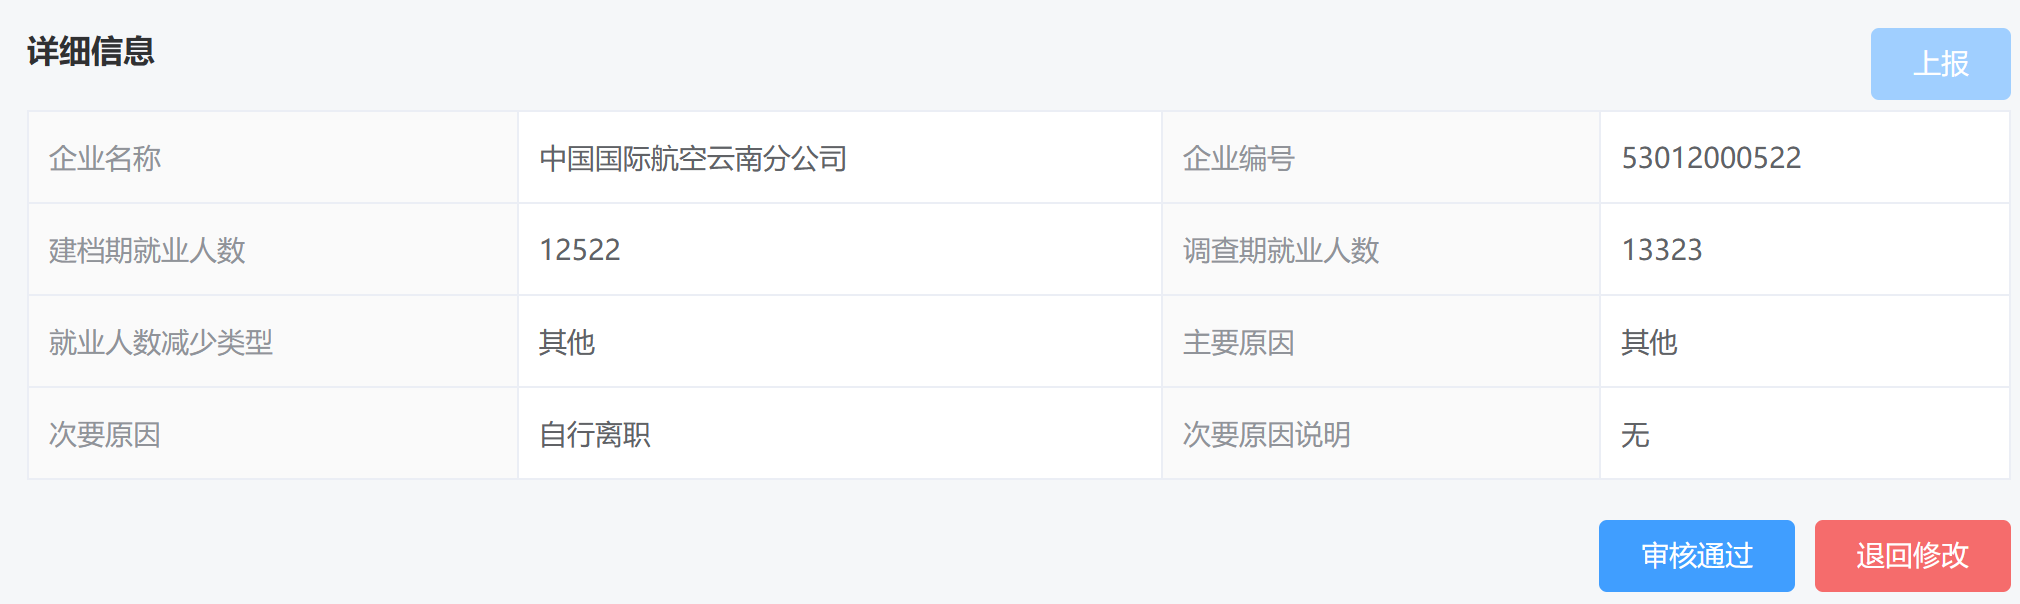 详细信息
上报
企业名称 中国国际航空云南分公司 企业编号 53012000522
建档期就业人数 12522 调查期就业人数 13323
就业人数减少类型 其他 主要原因 其他
次要原因 自行离职 次要原因说明 无
审核通过 退回修改